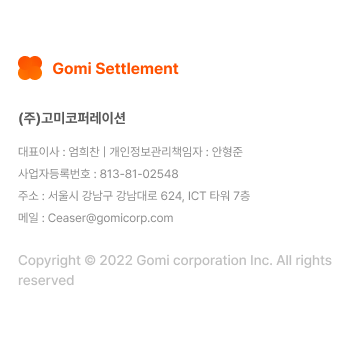 Gomi Settlement
(주)고미코퍼레이션
대표이사 : 엄희찬 | 개인정보관리책임자 : 안형준
사업자등록번호 : 813-81-02548
주소 : 서울시 강남구 강남대로 624, ICT 타워 7층
메일 : Ceaser@gomicorp.com
Copyright © 2022 Gomi corporation Inc. All rights
reserved